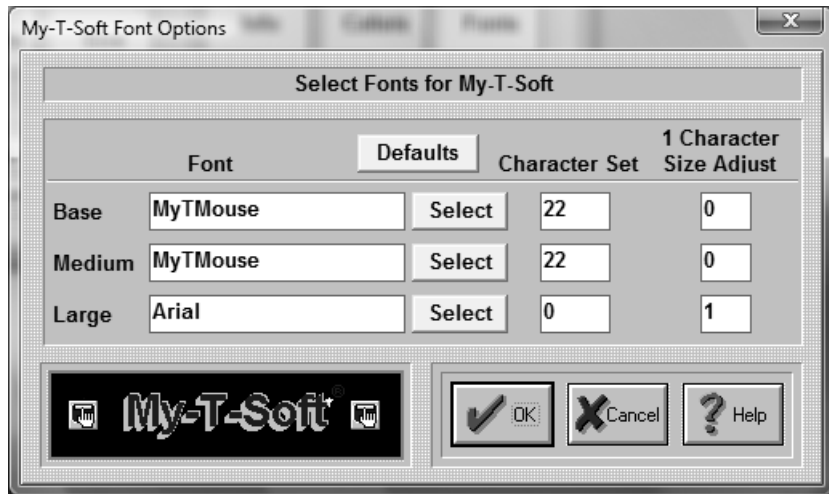 My-T-Soft Font Options
Select Fonts for My-T-Soft
Font
Defaults
Character Set
1 Character
Size Adjust
Base MyTMouse Select 22 0
Medium MyTMouse Select 22 0
Large Arial Select 0 1
My-T-Soft®
OK Cancel Help